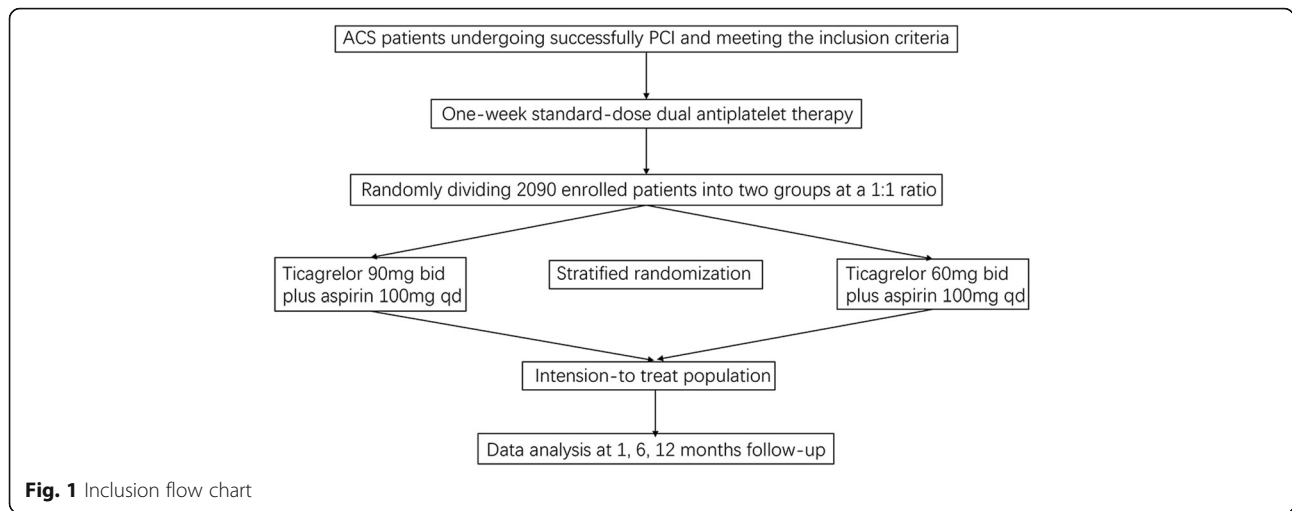 ACS patients undergoing successfully PCI and meeting the inclusion criteria
One-week standard-dose dual antiplatelet therapy
Randomly dividing 2090 enrolled patients into two groups at a 1:1 ratio
Ticagrelor 90mg bid
plus aspirin 100mg qd
Stratified randomization
Ticagrelor 60mg bid
plus aspirin 100mg qd
Intension-to treat population
Data analysis at 1, 6, 12 months follow-up
Fig. 1 Inclusion flow chart